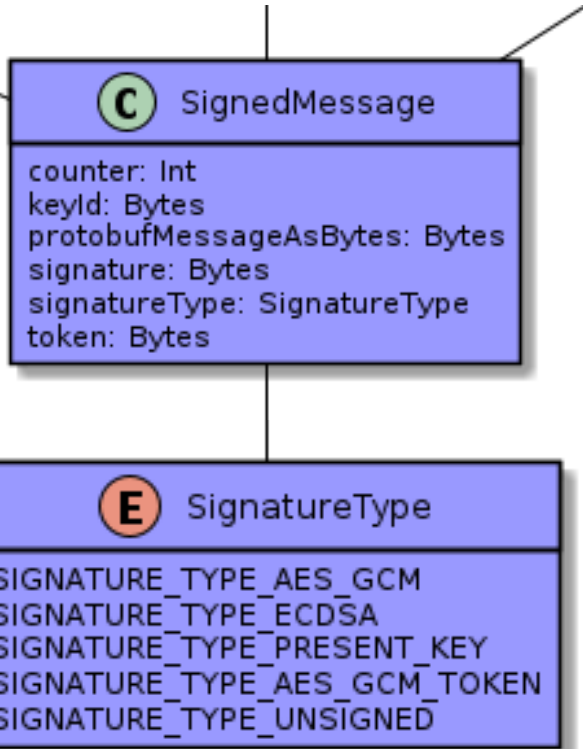 C SignedMessage
counter: Int
keyId: Bytes
protobufMessageAsBytes: Bytes
signature: Bytes
signatureType: SignatureType
token: Bytes
E SignatureType
SIGNATURE_TYPE_AES_GCM
SIGNATURE_TYPE_ECDSA
SIGNATURE_TYPE_PRESENT_KEY
SIGNATURE_TYPE_AES_GCM_TOKEN
SIGNATURE_TYPE_UNSIGNED